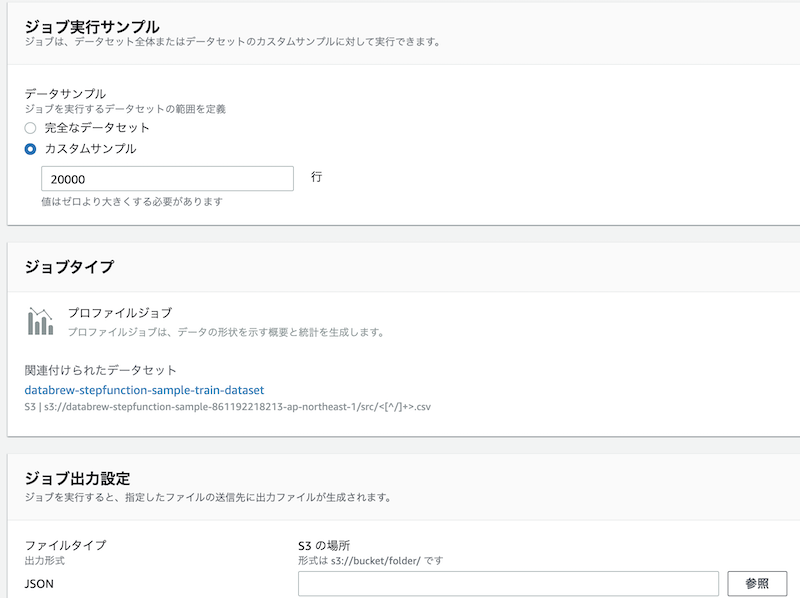 ジョブ実行サンプル
ジョブは、データセット全体またはデータセットのカスタムサンプルに対して実行できます。
データサンプル
ジョブを実行するデータセットの範囲を定義
完全なデータセット
カスタムサンプル
20000 行
値はゼロより大きくする必要があります
ジョブタイプ
プロファイルジョブ
プロファイルジョブは、データの形状を示す概要と統計を生成します。
関連付けられたデータセット
databrew-stepfunction-sample-train-dataset
S3 | s3://databrew-stepfunction-sample-861192218213-ap-northeast-1/src/<[^/]+>.csv
ジョブ出力設定
ジョブを実行すると、指定したファイルの送信先に出力ファイルが生成されます。
ファイルタイプ
出力形式
JSON
S3 の場所
形式は s3://bucket/folder/ です
参照